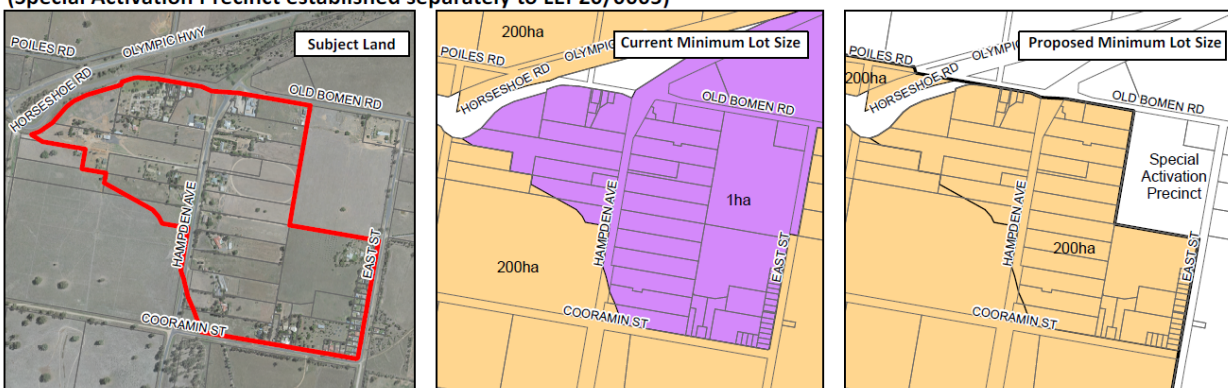 (Special Activation Precinct established separately to
Subject Land
POILES RD
OLYMPIC HWY
HORSESHOE RD
OLD BOMEN RD
HAMPDEN AVE
EAST ST
COORAMIN ST
Current Minimum Lot Size
200ha
POILES RD
OLYMPIC
HORSESHOE RD
OLD BOMEN RD
1ha
HAMPDEN AVE
200ha
EAST ST
COORAMIN ST
Proposed Minimum Lot Size
POILES RD
200ha
OLYMPIC
HORSESHOE RD
OLD BOMEN RD
Special
Activation
Precinct
HAMPDEN AVE
200ha
EAST ST
COORAMIN ST